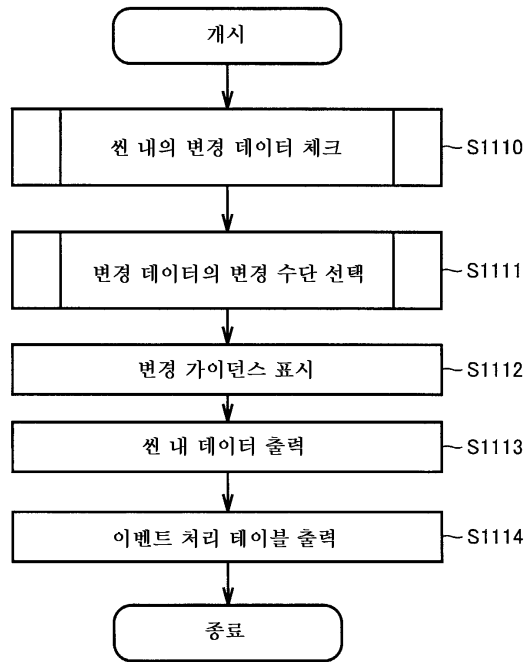 개시
씬 내의 변경 데이터 체크
S1110
변경 데이터의 변경 수단 선택
S1111
변경 가이던스 표시
S1112
씬 내 데이터 출력
S1113
이벤트 처리 테이블 출력
S1114
종료